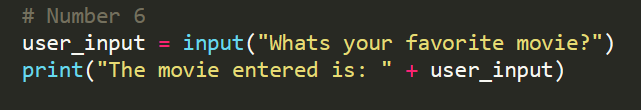 # Number 6
user_input = input("Whats your favorite movie?")
print("The movie entered is: " + user_input)